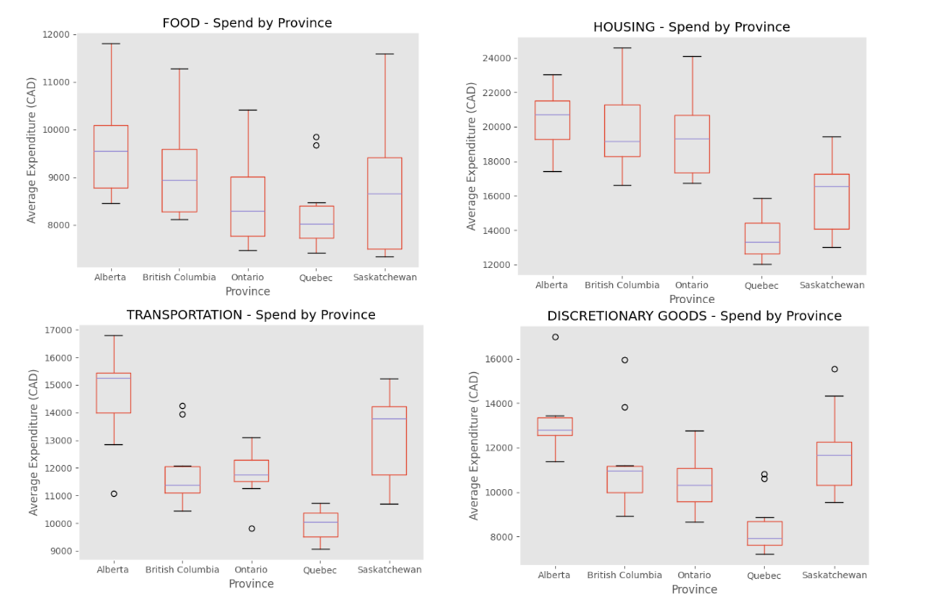 FOOD - Spend by Province
12000
11000
10000
9000
8000
Average Expenditure (CAD)
Alberta British Columbia Ontario Quebec Saskatchewan
Province
HOUSING - Spend by Province
24000
22000
20000
18000
16000
14000
12000
Average Expenditure (CAD)
Alberta British Columbia Ontario Quebec Saskatchewan
Province
TRANSPORTATION - Spend by Province
17000
16000
15000
14000
13000
12000
11000
10000
9000
Average Expenditure (CAD)
Alberta British Columbia Ontario Quebec Saskatchewan
Province
DISCRETIONARY GOODS - Spend by Province
16000
14000
12000
10000
8000
Average Expenditure (CAD)
Alberta British Columbia Ontario Quebec Saskatchewan
Province